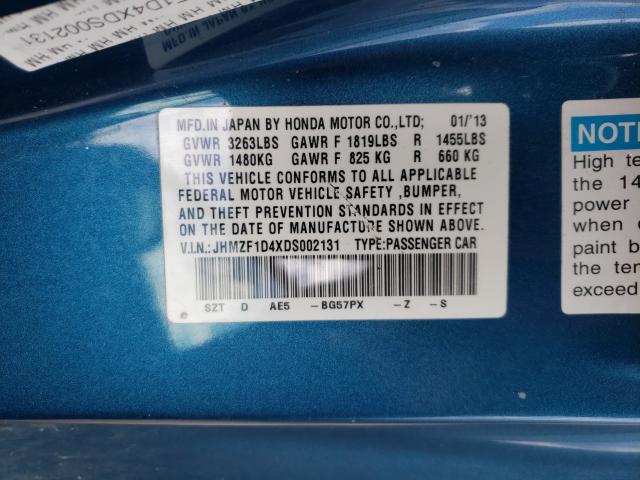 1D4XDS002131
MFD.IN JAPAN BY HONDA MOTOR CO.,LTD; 01/'13
GVWR 3263LBS GAWR F 1819LBS R 1455LBS
GVWR 1480KG GAWR F 825 KG R 660 KG
THIS VEHICLE CONFORMS TO ALL APPLICABLE
FEDERAL MOTOR VEHICLE SAFETY ,BUMPER,
AND THEFT PREVENTION STANDARDS IN EFFECT
ON THE DATE OF MANUFACTURE SHOWN ABOVE.
V.I.N.: JHMZF1D4XDS002131 TYPE:PASSENGER CAR
SZT D AE5 -BG57PX -Z -S
NOTI
High te
the 14
power
when
paint b
the ten
exceed